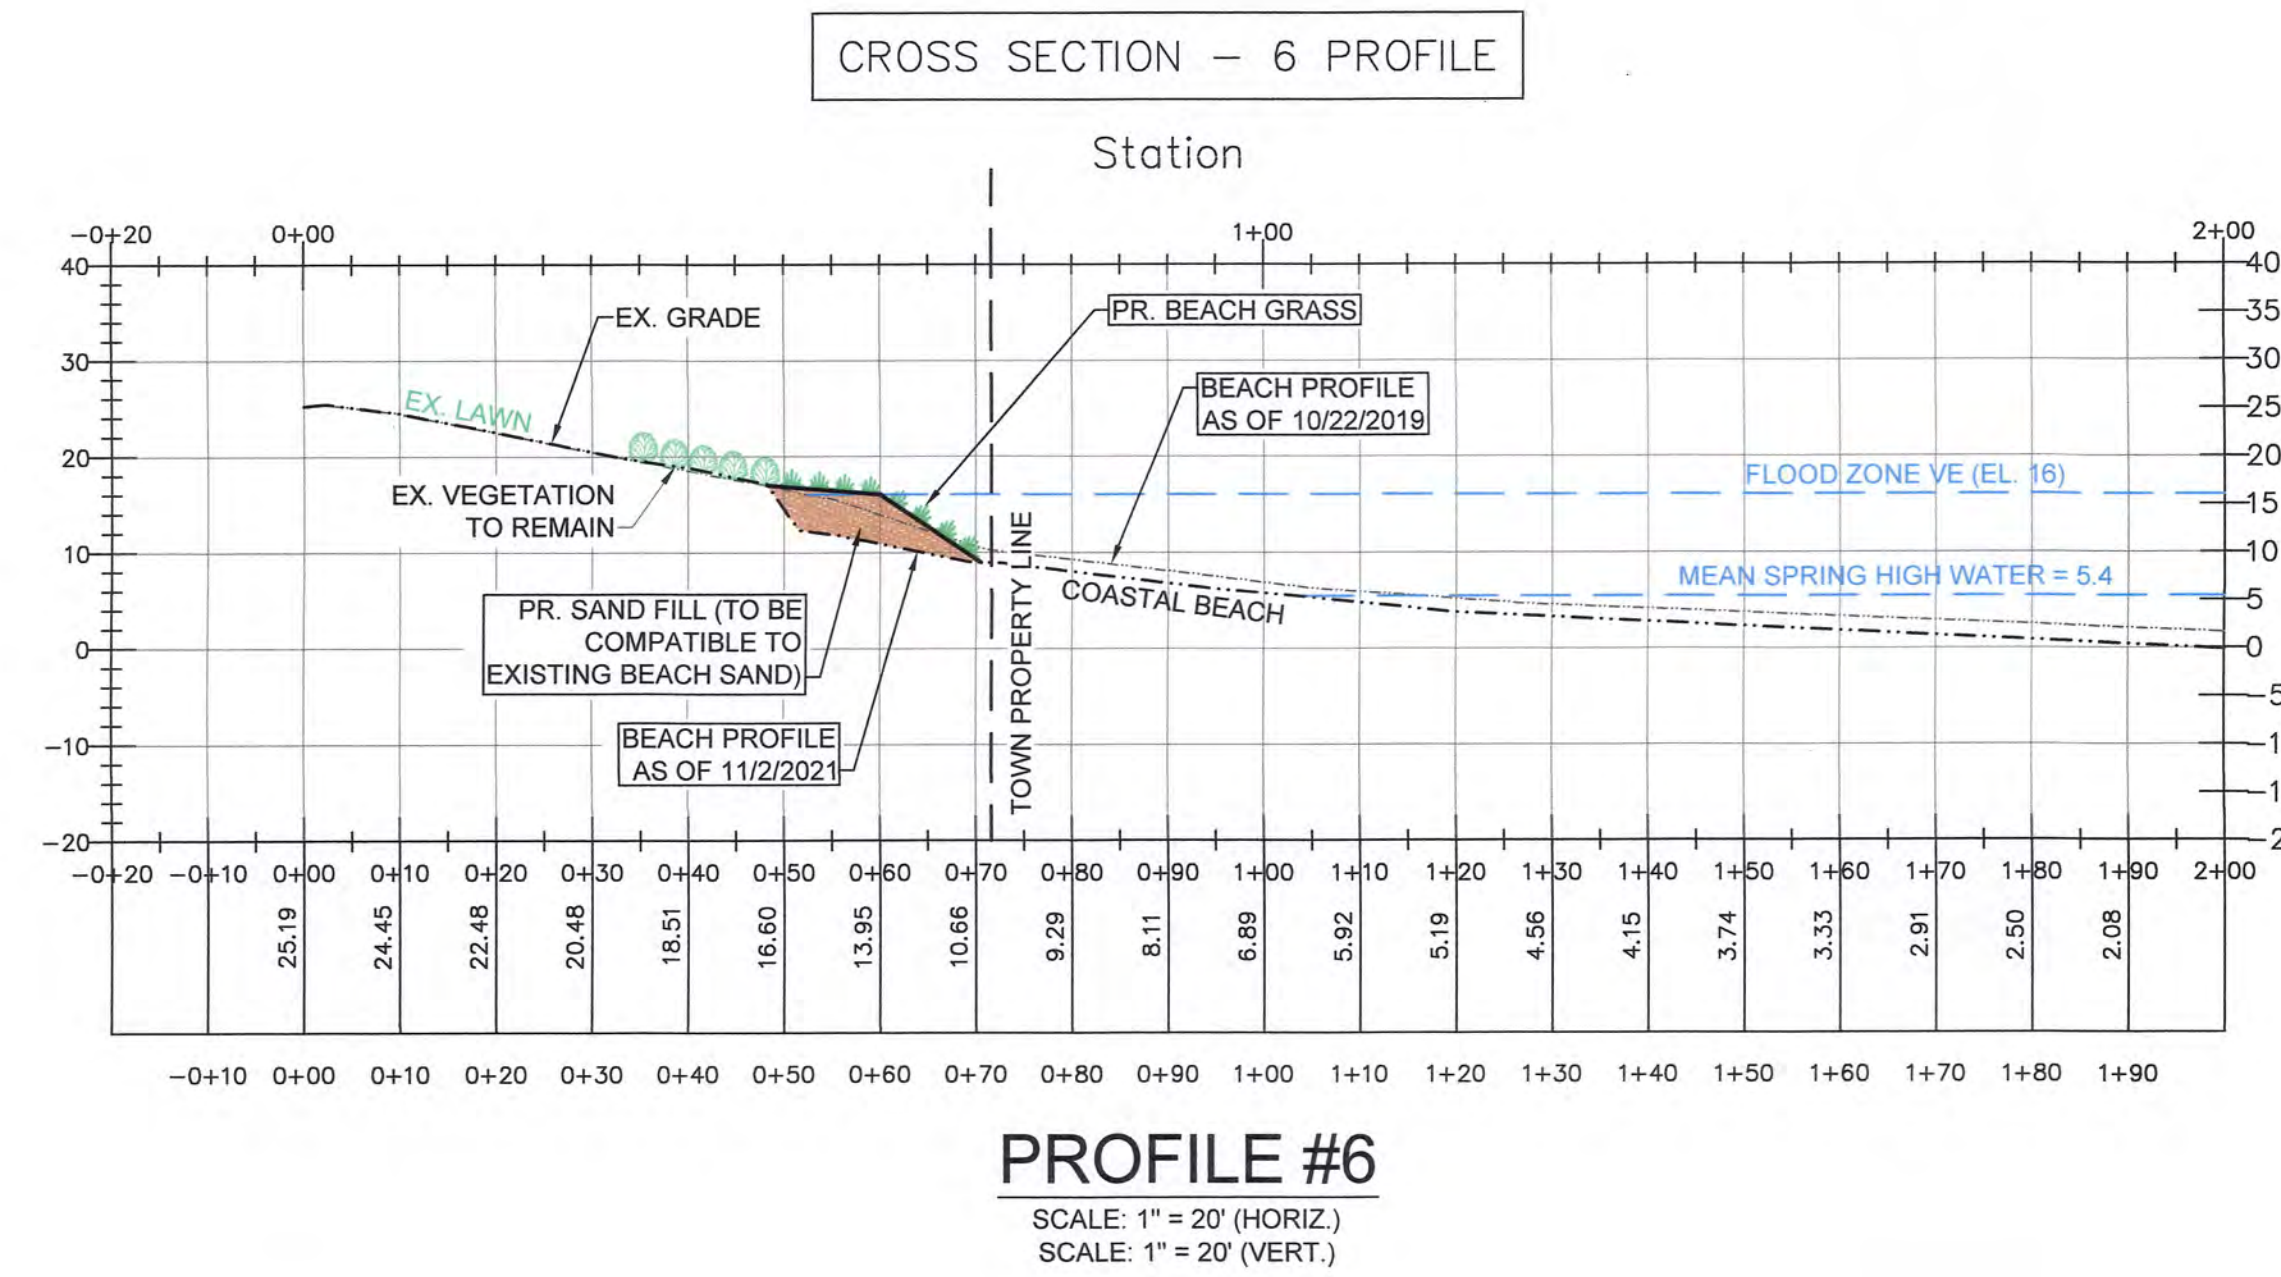 CROSS SECTION - 6 PROFILE
Station
-0+20 0+00 1+00 2+00
40 40
EX. GRADE PR. BEACH GRASS 35
30 30
BEACH PROFILE
AS OF 10/22/2019
EX. LAWN 25
20 20
FLOOD ZONE VE (EL. 16)
EX. VEGETATION
TO REMAIN
15
10 10
MEAN SPRING HIGH WATER = 5.4
COASTAL BEACH
5
PR. SAND FILL (TO BE
COMPATIBLE TO
EXISTING BEACH SAND)
0 0
TOWN PROPERTY LINE
-5
BEACH PROFILE
AS OF 11/2/2021
-10 -1
-1
-20 -2
-0+20 -0+10 0+00 0+10 0+20 0+30 0+40 0+50 0+60 0+70 0+80 0+90 1+00 1+10 1+20 1+30 1+40 1+50 1+60 1+70 1+80 1+90 2+00
25.19 24.45 22.48 20.48 18.51 16.60 13.95 10.66 9.29 8.11 6.89 5.92 5.19 4.56 4.15 3.74 3.33 2.91 2.50 2.08
-0+10 0+00 0+10 0+20 0+30 0+40 0+50 0+60 0+70 0+80 0+90 1+00 1+10 1+20 1+30 1+40 1+50 1+60 1+70 1+80 1+90
PROFILE #6
SCALE: 1" = 20' (HORIZ.)
SCALE: 1" = 20' (VERT.)